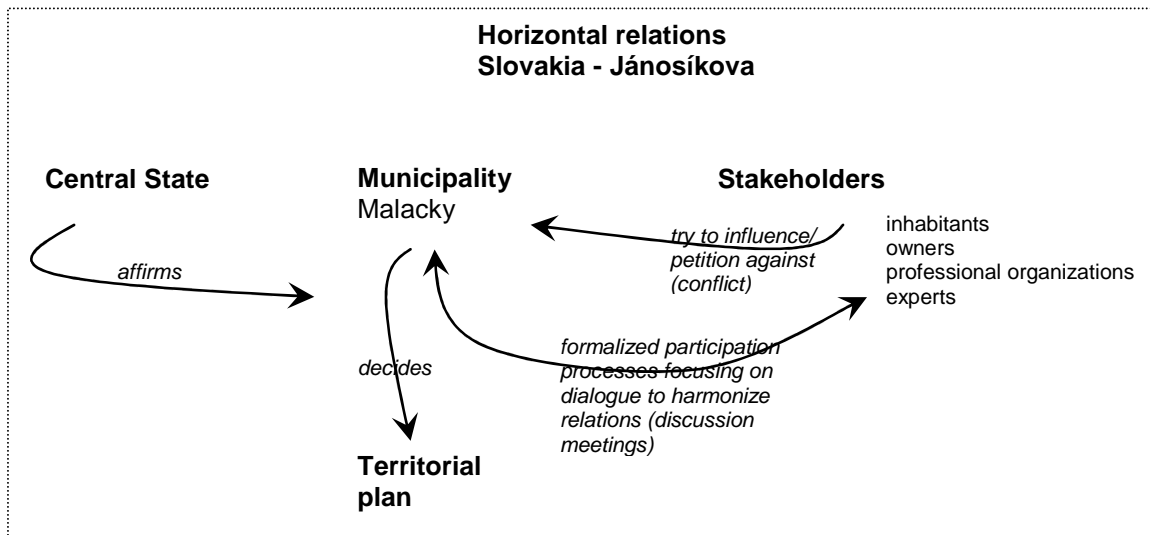 Horizontal relations
Slovakia - Jánosíkova
Central State
Municipality
Malacky
Stakeholders
inhabitants
owners
professional organizations
experts
try to influence/
petition against
(conflict)
affirms
formalized participation
processes focusing on
dialogue to harmonize
relations (discussion
meetings)
decides
Territorial
plan